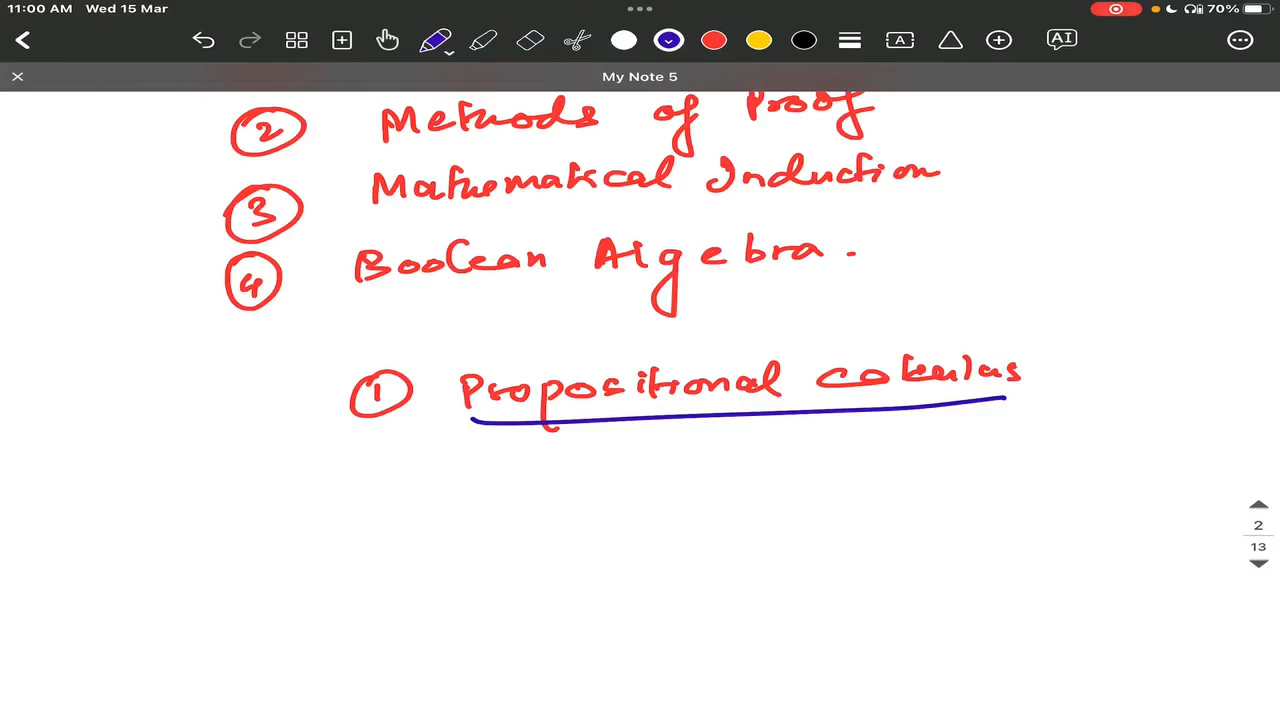 11:00 AM Wed 15 Mar
70%
A
AI
My Note 5
2 Methods of Proof
3 Mathematical Induction
4 Boolean Algebra.
1 Propositional
2
13